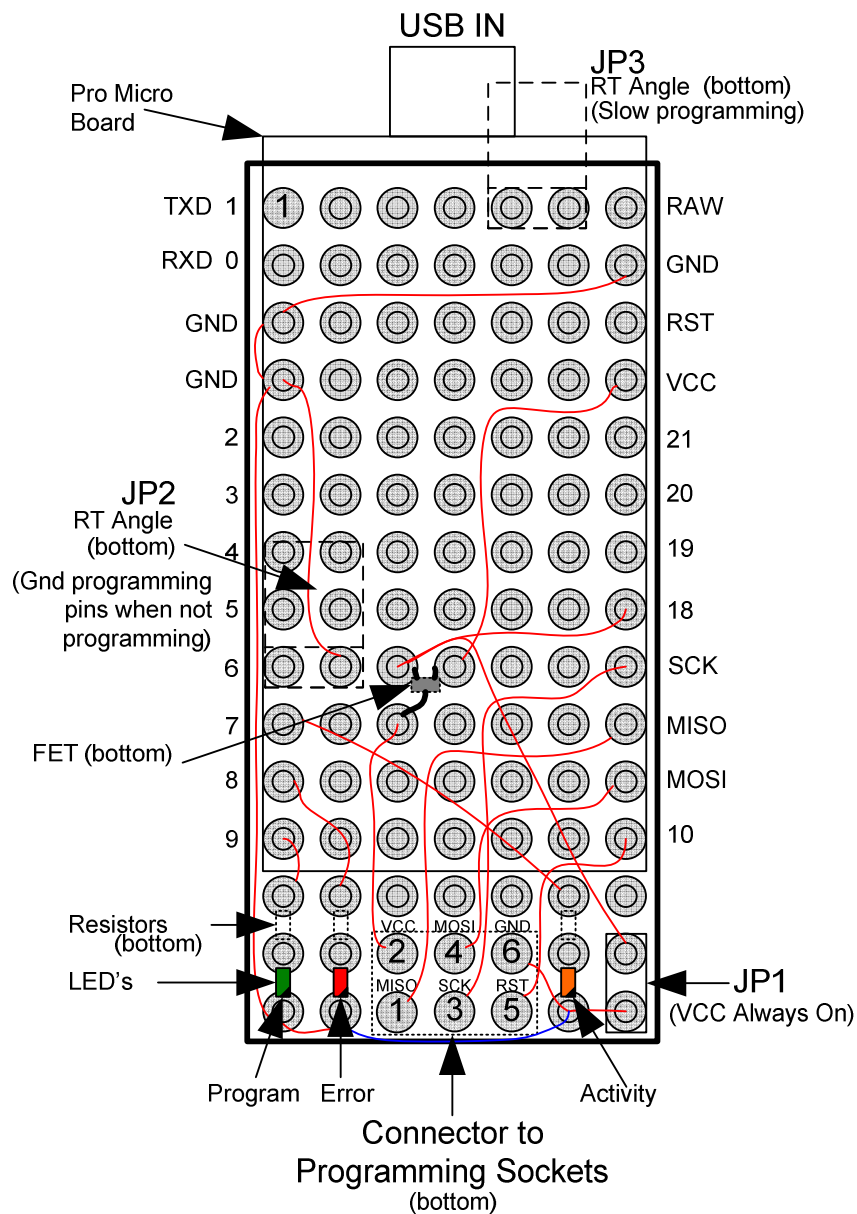 USB IN
JP3
RT Angle (bottom)
(Slow programming)
Pro Micro
Board
TXD 1
1
RAW
RXD 0
GND
GND
RST
GND
VCC
2
21
3
20
JP2
RT Angle
(bottom)
4
19
(Gnd programming
pins when not
programming)
5
18
6
SCK
7
MISO
FET (bottom)
8
MOSI
9
10
Resistors
(bottom)
VCC MOSI GND
2 4 6
LED's
MISO SCK RST
1 3 5
JP1
(VCC Always On)
Program
Error
Activity
Connector to
Programming Sockets
(bottom)